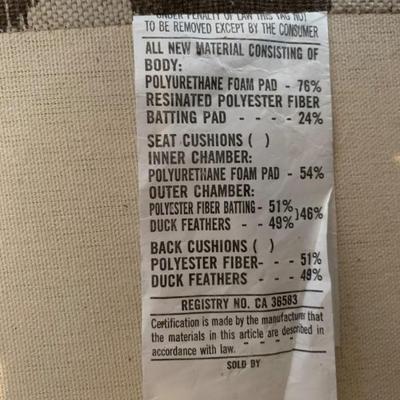 UNDER PENALTY OF LAW THIS TAG NOT
TO BE REMOVED EXCEPT BY THE CONSUMER
ALL NEW MATERIAL CONSISTING OF
BODY:
POLYURETHANE FOAM PAD - 76%
RESINATED POLYESTER FIBER
BATTING PAD - - - - 24%
SEAT CUSHIONS ( )
INNER CHAMBER:
POLYURETHANE FOAM PAD - 54%
OUTER CHAMBER:
POLYESTER FIBER BATTING - 51%
DUCK FEATHERS - - 49% )46%
BACK CUSHIONS ( )
POLYESTER FIBER- - - 51%
DUCK FEATHERS - - - 49%
REGISTRY NO. CA 36583
Certification is made by the manufacturer that
the materials in this article are described in
accordance with law. - - -
SOLD BY